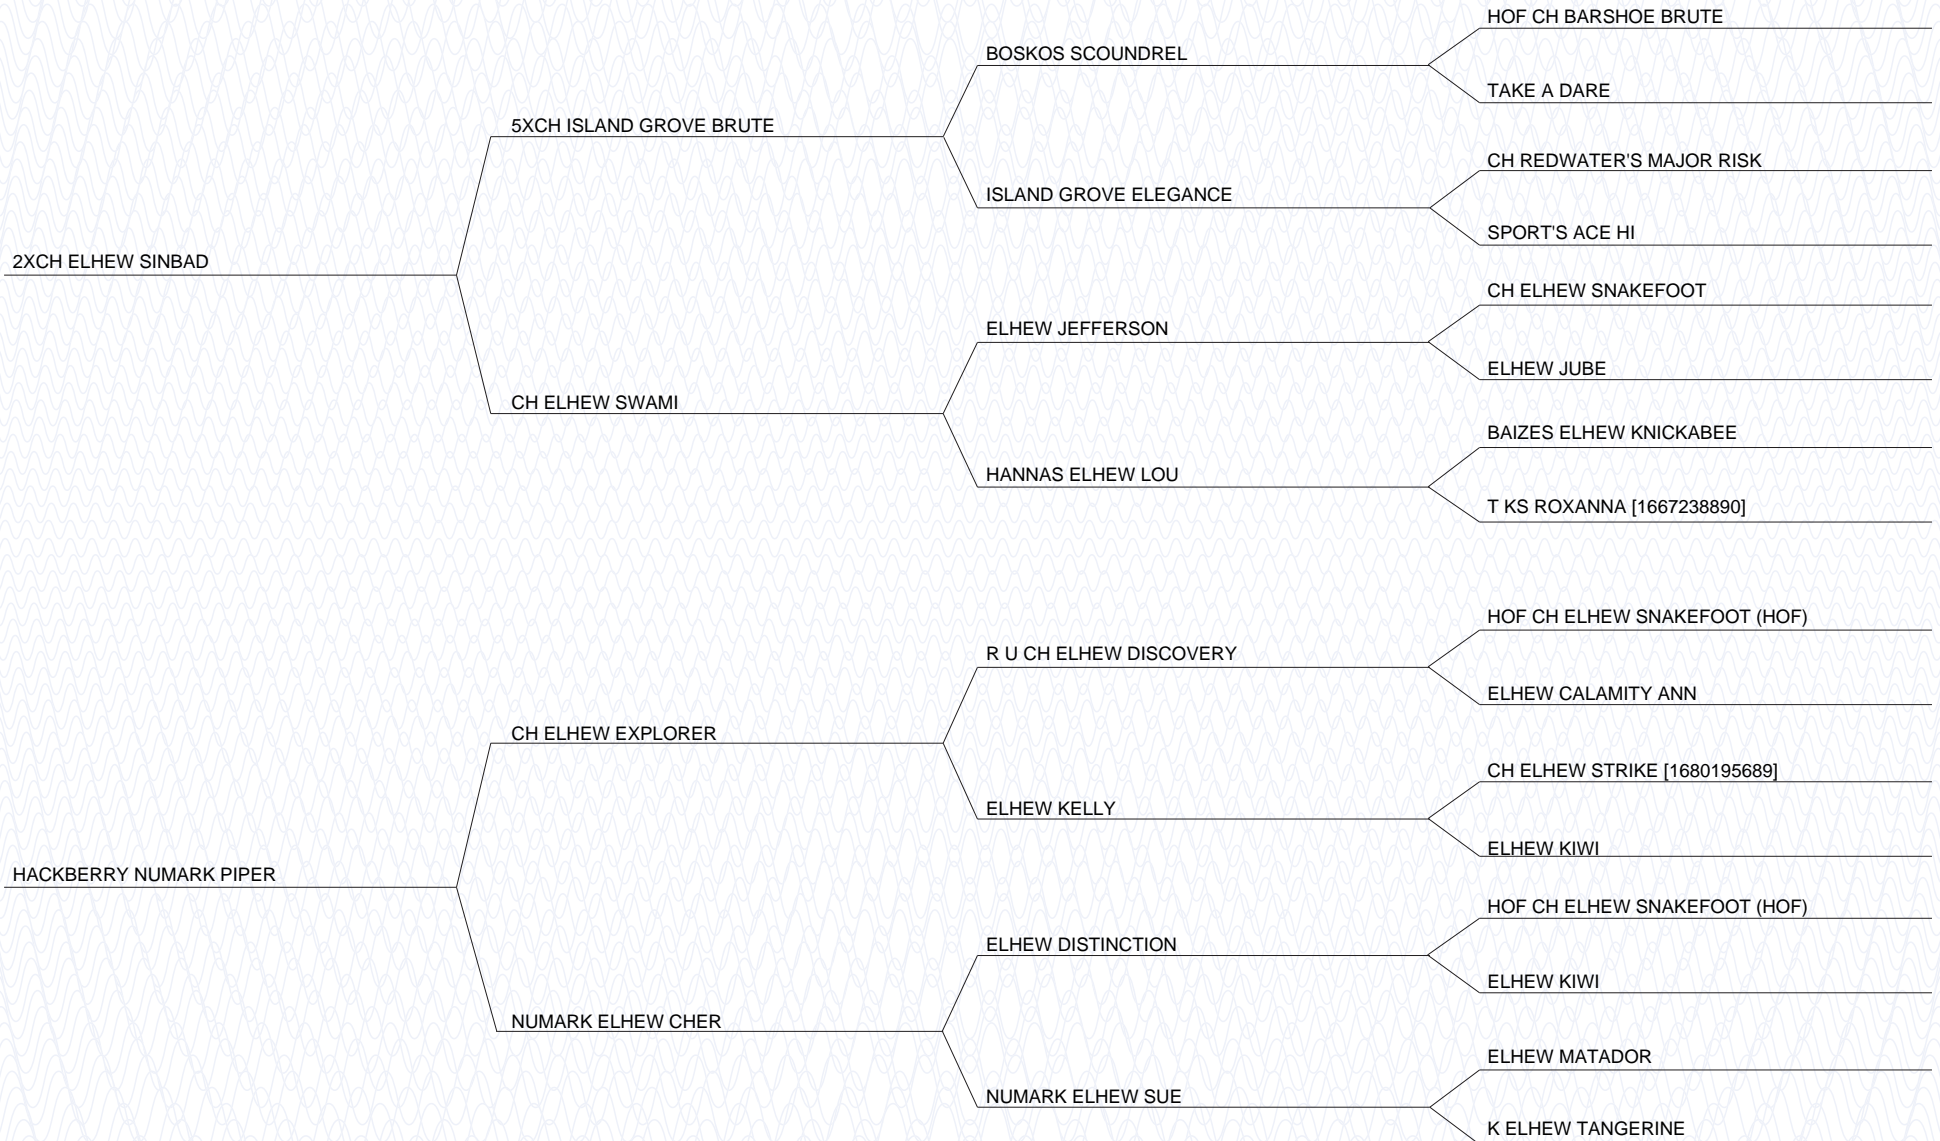 HOF CH BARSHOE BRUTE
BOSKOS SCOUNDREL
TAKE A DARE
5XCH ISLAND GROVE BRUTE
CH REDWATER'S MAJOR RISK
ISLAND GROVE ELEGANCE
SPORT'S ACE HI
2XCH ELHEW SINBAD
CH ELHEW SNAKEFOOT
ELHEW JEFFERSON
ELHEW JUBE
CH ELHEW SWAMI
BAIZES ELHEW KNICKABEE
HANNAS ELHEW LOU
T KS ROXANNA [1667238890]
HOF CH ELHEW SNAKEFOOT (HOF)
R U CH ELHEW DISCOVERY
ELHEW CALAMITY ANN
CH ELHEW EXPLORER
CH ELHEW STRIKE [1680195689]
ELHEW KELLY
ELHEW KIWI
HACKBERRY NUMARK PIPER
HOF CH ELHEW SNAKEFOOT (HOF)
ELHEW DISTINCTION
ELHEW KIWI
NUMARK ELHEW CHER
ELHEW MATADOR
NUMARK ELHEW SUE
K ELHEW TANGERINE